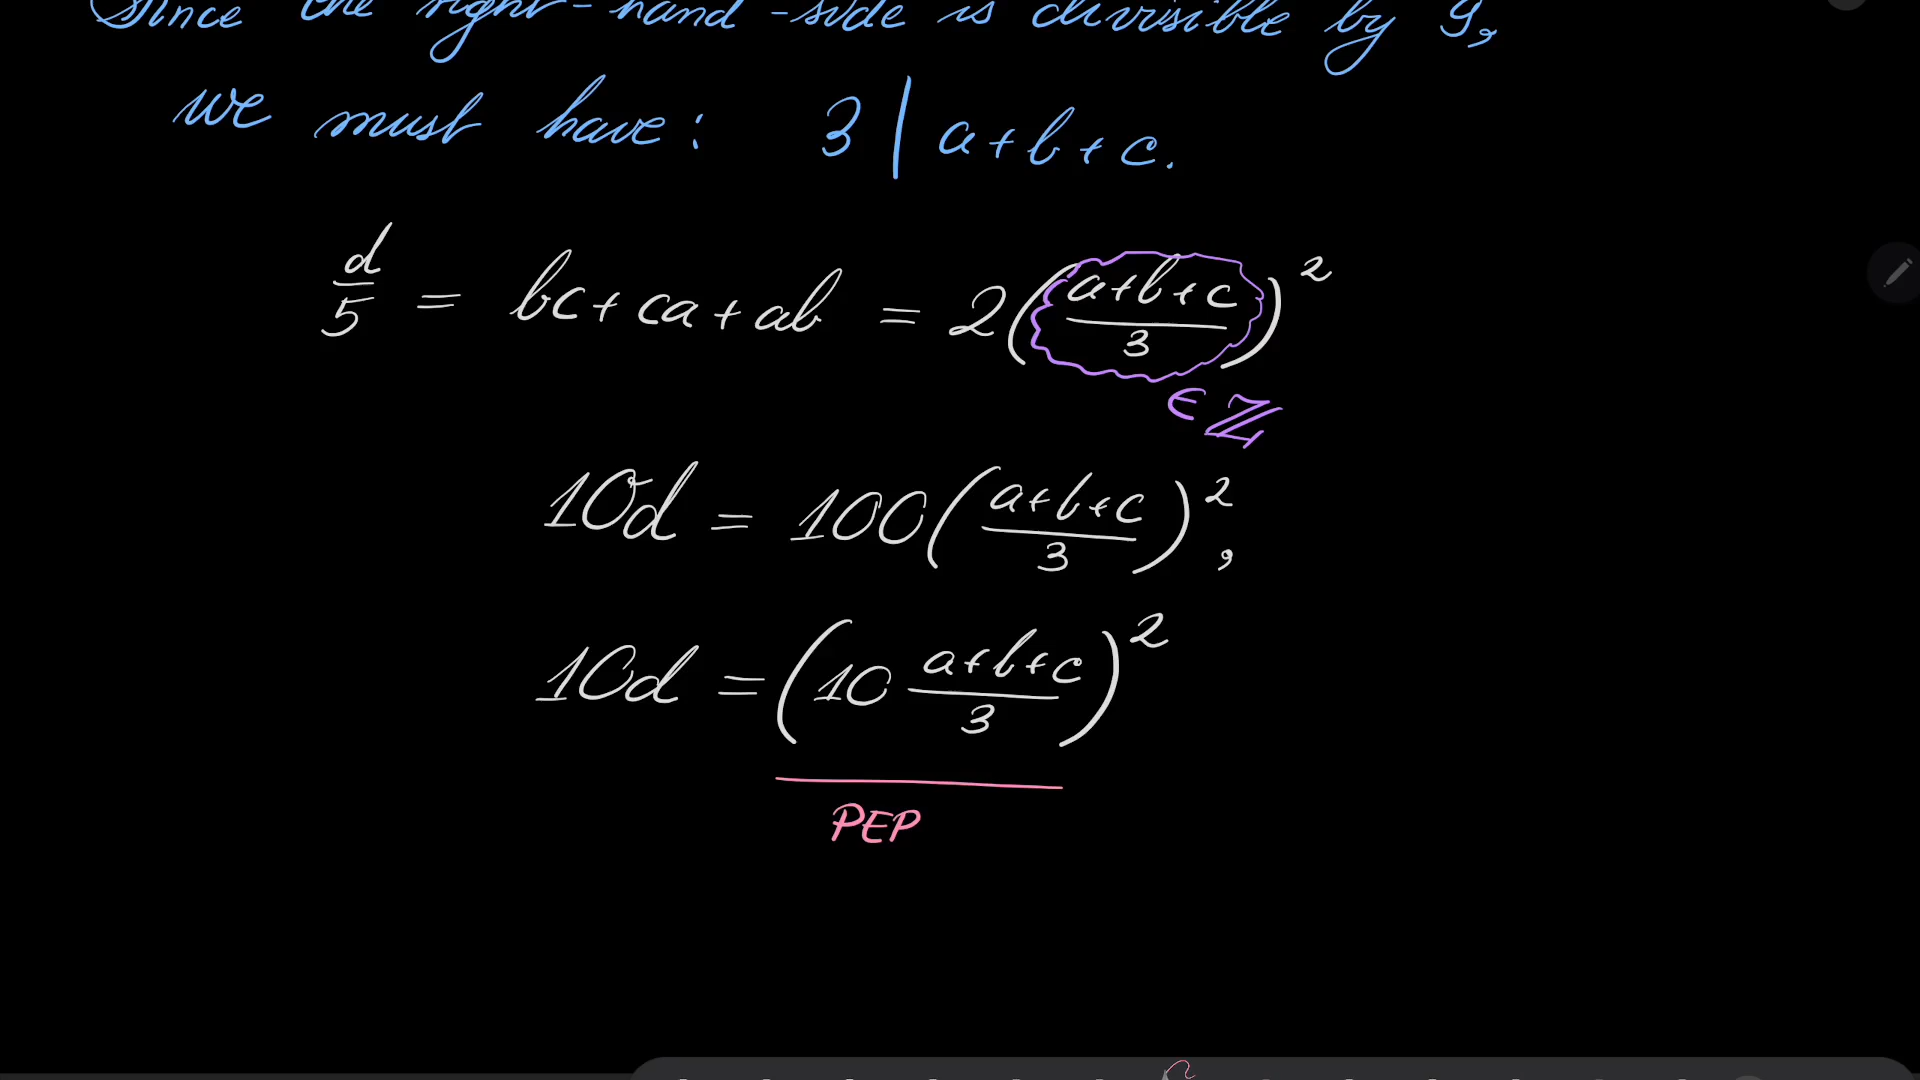 Since the right-hand-side is divisible by 9,
we must have: 3 | a+b+c.
d/5 = bc+ca+ab = 2((a+b+c)/3)²
∈ ℤ
10d = 100((a+b+c)/3)²,
10d = (10 (a+b+c)/3)²
PEP